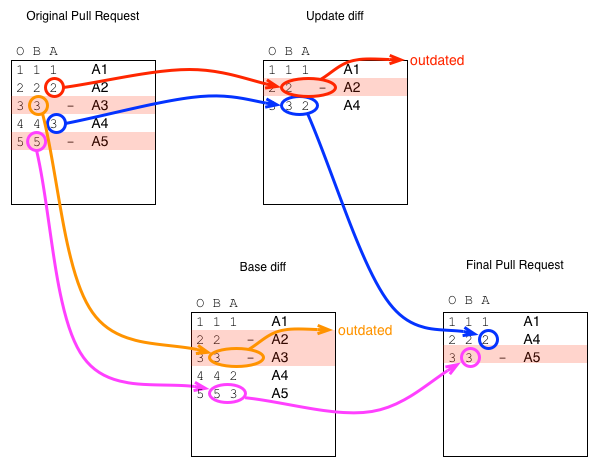 Original Pull Request
O B A
1 1 1 A1
2 2 2 A2
3 3 - A3
4 4 3 A4
5 5 - A5
Update diff
O B A
1 1 1 A1
2 2 - A2
3 3 2 A4
outdated
Base diff
O B A
1 1 1 A1
2 2 - A2
3 3 - A3
4 4 2 A4
5 5 3 A5
outdated
Final Pull Request
O B A
1 1 1 A1
2 2 2 A4
3 3 - A5